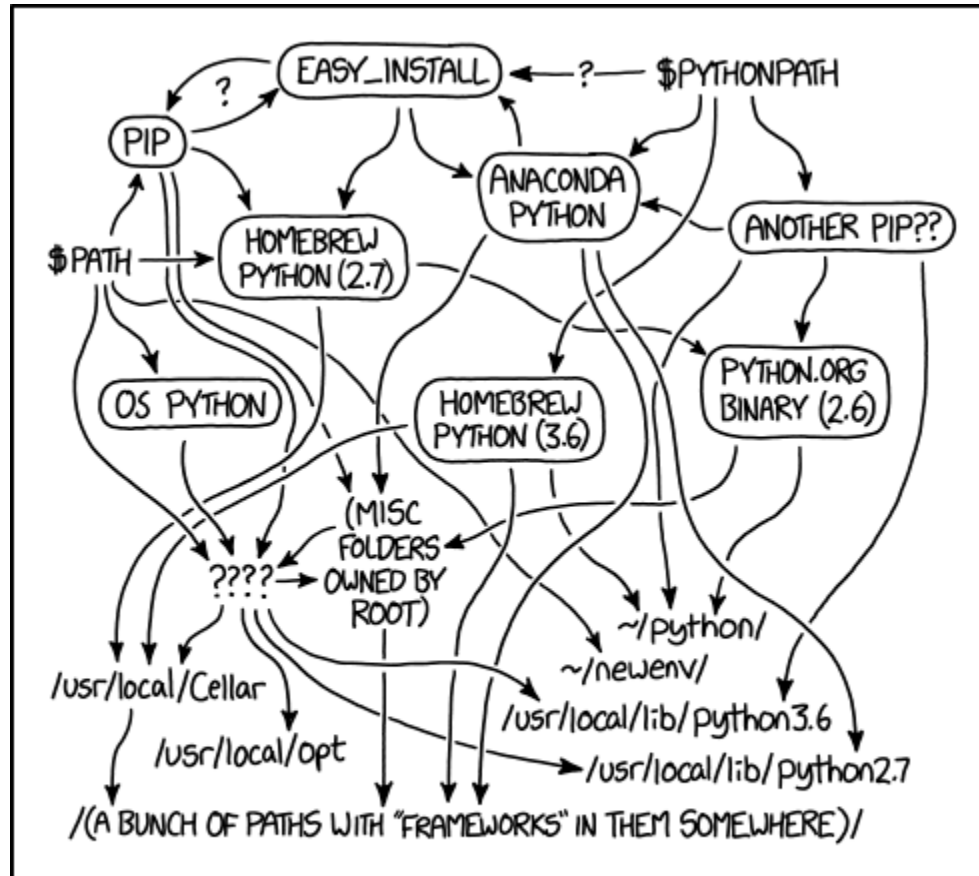 EASY_INSTALL
?
$PYTHONPATH
?
PIP
ANACONDA
PYTHON
ANOTHER PIP??
HOMEBREW
PYTHON (2.7)
$PATH
OS PYTHON
HOMEBREW
PYTHON (3.6)
PYTHON.ORG
BINARY (2.6)
(MISC
FOLDERS
OWNED BY
ROOT)
????
~/python/
~/newenv/
/usr/local/Cellar
/usr/local/lib/python3.6
/usr/local/opt
/usr/local/lib/python2.7
/(A BUNCH OF PATHS WITH "FRAMEWORKS" IN THEM SOMEWHERE)/